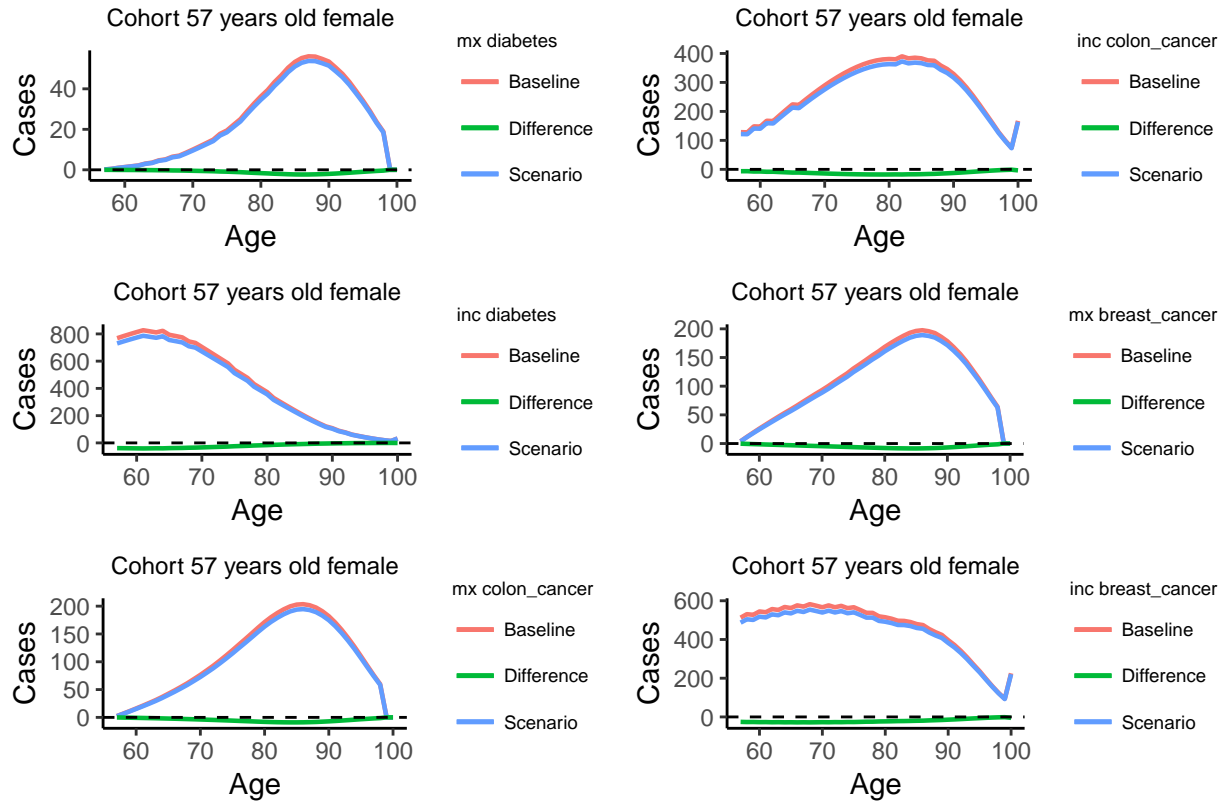 Cohort 57 years old female
mx diabetes
Baseline
Difference
Scenario
Cases
40
20
0
60 70 80 90 100
Age
Cohort 57 years old female
inc colon_cancer
Baseline
Difference
Scenario
Cases
400
300
200
100
0
60 70 80 90 100
Age
Cohort 57 years old female
inc diabetes
Baseline
Difference
Scenario
Cases
800
600
400
200
0
60 70 80 90 100
Age
Cohort 57 years old female
mx breast_cancer
Baseline
Difference
Scenario
Cases
200
150
100
50
0
60 70 80 90 100
Age
Cohort 57 years old female
mx colon_cancer
Baseline
Difference
Scenario
Cases
200
150
100
50
0
60 70 80 90 100
Age
Cohort 57 years old female
inc breast_cancer
Baseline
Difference
Scenario
Cases
600
400
200
0
60 70 80 90 100
Age